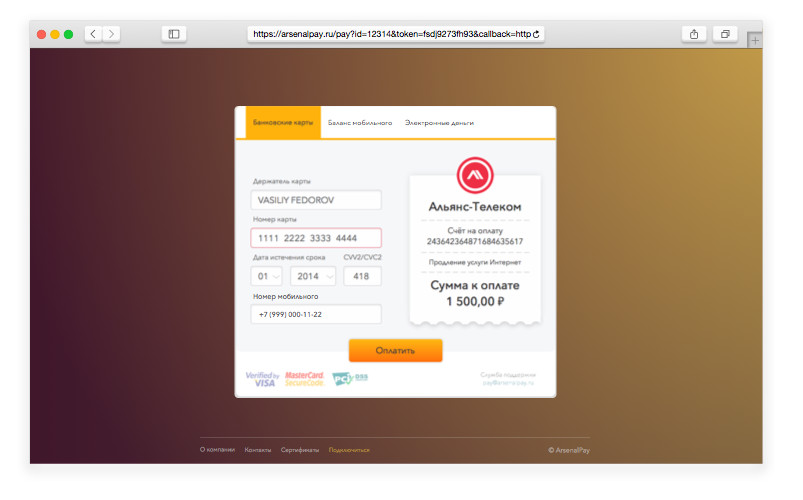 https://arsenalpay.ru/pay?id=12314&token=fsdj9273fh93&callback=http
Банковские карты
Баланс мобильного
Электронные деньги
Держатель карты
VASILIY FEDOROV
Номер карты
1111 2222 3333 4444
Дата истечения срока
CVV2/CVC2
01
2014
418
Номер мобильного
+7 (999) 000-11-22
Альянс-Телеком
Счёт на оплату
243642364871684635617
Продление услуги Интернет
Сумма к оплате
1 500,00 ₽
Оплатить
Verified by
VISA
MasterCard.
SecureCode.
pci DSS
Служба поддержки
pay@arsenalpay.ru
О компании
Контакты
Сертификаты
Подключиться
© ArsenalPay